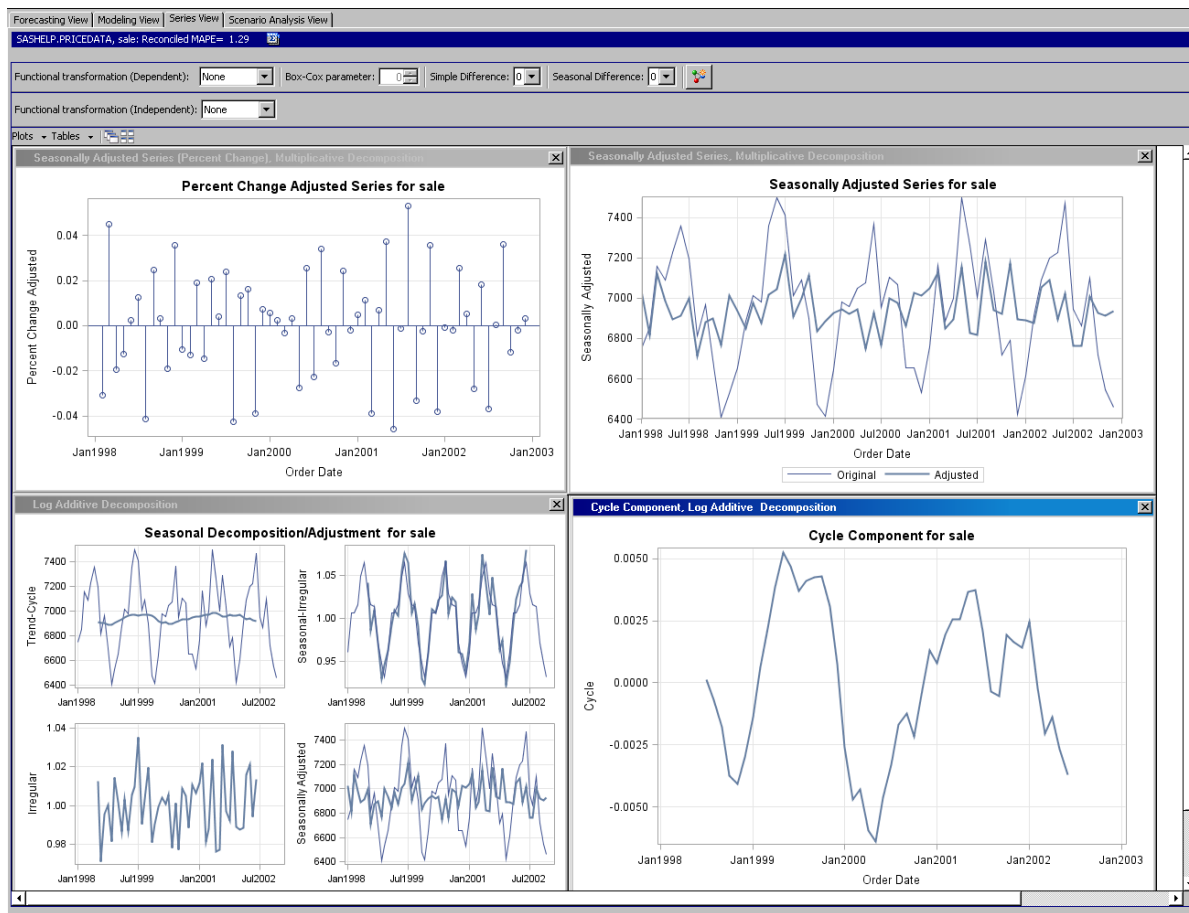 Forecasting View Modeling View Series View Scenario Analysis View
SASHELP.PRICEDATA, sale: Reconciled MAPE= 1.29
Functional transformation (Dependent): None Box-Cox parameter: 0 Simple Difference: 0 Seasonal Difference: 0
Functional transformation (Independent): None
Plots Tables
Seasonally Adjusted Series (Percent Change), Multiplicative Decomposition
Percent Change Adjusted Series for sale
Percent Change Adjusted
0.04
0.02
0.00
-0.02
-0.04
Jan1998 Jan1999 Jan2000 Jan2001 Jan2002 Jan2003
Order Date
Seasonally Adjusted Series, Multiplicative Decomposition
Seasonally Adjusted Series for sale
Seasonally Adjusted
7400
7200
7000
6800
6600
6400
Jan1998 Jul1998 Jan1999 Jul1999 Jan2000 Jul2000 Jan2001 Jul2001 Jan2002 Jul2002 Jan2003
Order Date
Original Adjusted
Log Additive Decomposition
Seasonal Decomposition/Adjustment for sale
Trend-Cycle
7400
7200
7000
6800
6600
6400
Jan1998 Jul1999 Jan2001 Jul2002
Seasonal-Irregular
1.05
1.00
0.95
Jan1998 Jul1999 Jan2001 Jul2002
Irregular
1.04
1.02
1.00
0.98
Jan1998 Jul1999 Jan2001 Jul2002
Seasonally Adjusted
7400
7200
7000
6800
6600
6400
Jan1998 Jul1999 Jan2001 Jul2002
Cycle Component, Log Additive Decomposition
Cycle Component for sale
Cycle
0.0050
0.0025
0.0000
-0.0025
-0.0050
Jan1998 Jan1999 Jan2000 Jan2001 Jan2002 Jan2003
Order Date